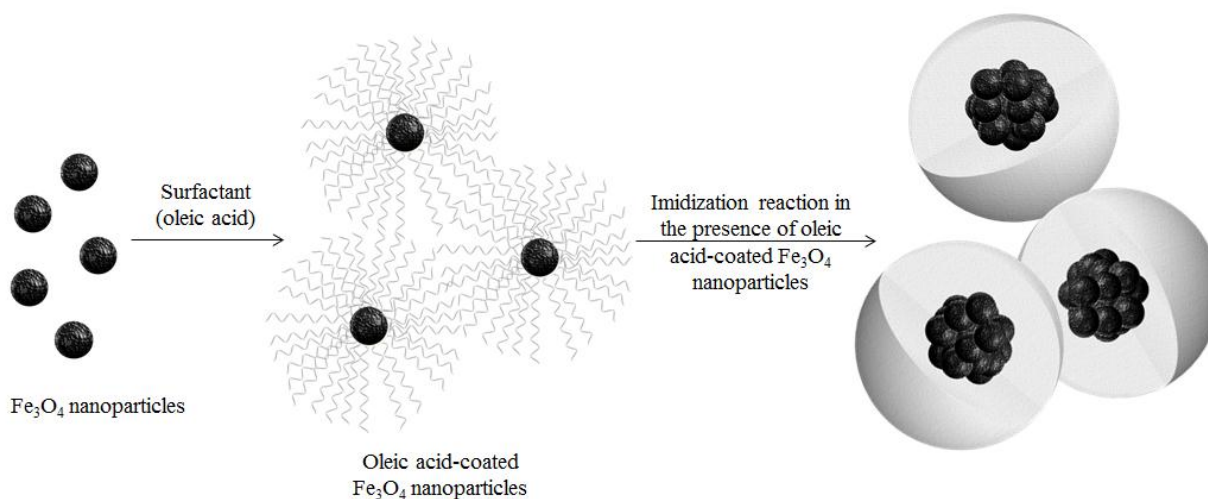 Fe₃O₄ nanoparticles
Surfactant
(oleic acid)
Oleic acid-coated
Fe₃O₄ nanoparticles
Imidization reaction in
the presence of oleic
acid-coated Fe₃O₄
nanoparticles